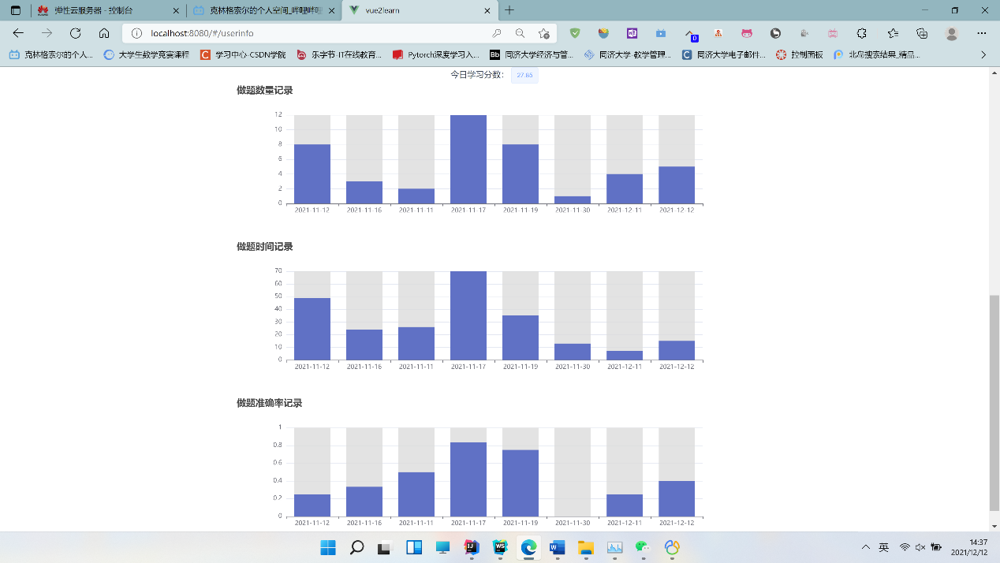 弹性云服务器 - 控制台
克林格索尔的个人空间_哔哩哔哩
vue2learn
localhost:8080/#/userinfo
0
克林格索尔的个人...
大学生数学竞赛课程
学习中心-CSDN学院
乐字节-IT在线教育...
Pytorch深度学习入...
Bb 同济大学经济与管...
同济大学-教学管理...
同济大学电子邮件...
控制面板
今日学习分数：
27.65
做题数量记录
12
10
8
6
4
2
0
2021-11-12 2021-11-16 2021-11-11 2021-11-17 2021-11-19 2021-11-30 2021-12-11 2021-12-12
做题时间记录
70
60
50
40
30
20
10
0
2021-11-12 2021-11-16 2021-11-11 2021-11-17 2021-11-19 2021-11-30 2021-12-11 2021-12-12
做题准确率记录
1
0.8
0.6
0.4
0.2
0
2021-11-12 2021-11-16 2021-11-11 2021-11-17 2021-11-19 2021-11-30 2021-12-11 2021-12-12
英
14:37
2021/12/12